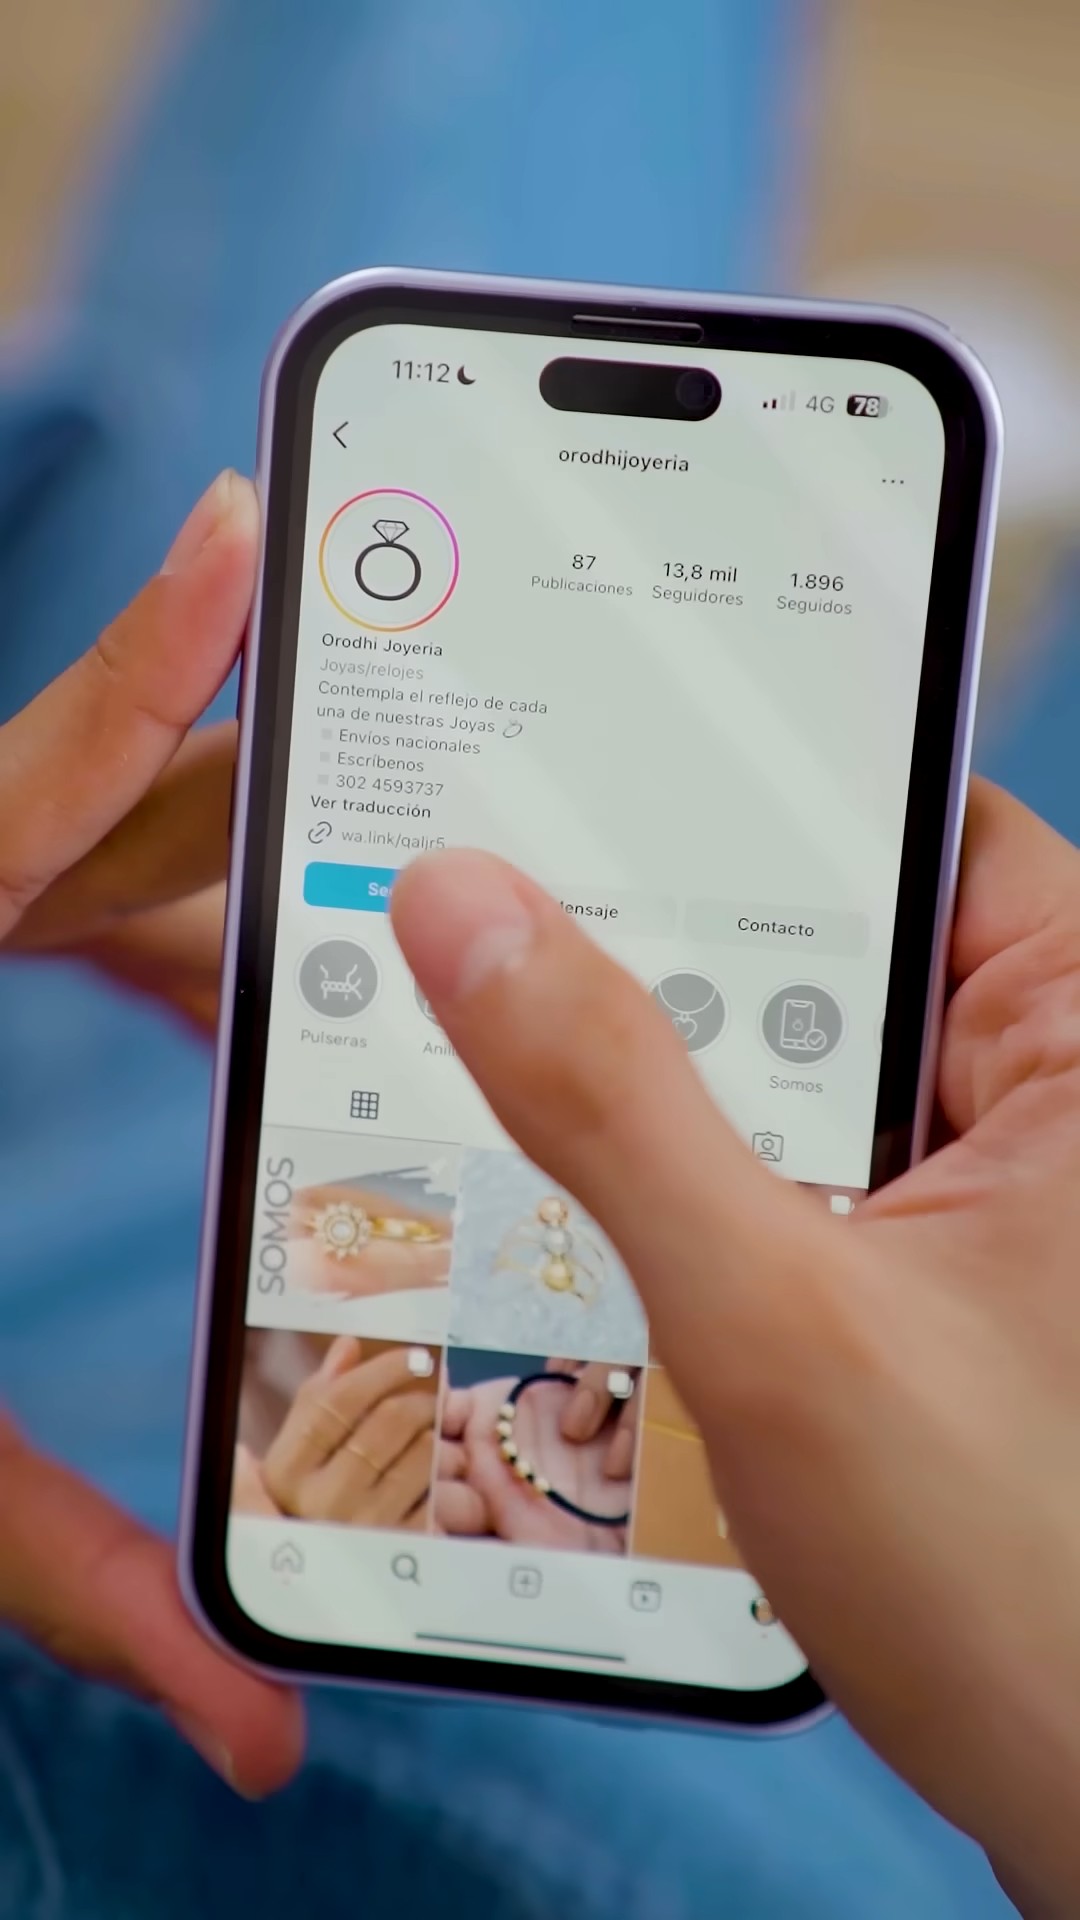 11:12
4G 78
orodhijoyeria
87
Publicaciones
13,8 mil
Seguidores
1.896
Seguidos
Orodhi Joyeria
Joyas/relojes
Contempla el reflejo de cada
una de nuestras Joyas
Envíos nacionales
Escríbenos
302 4593737
Ver traducción
wa.link/qaljr5
Contacto
Pulseras
Somos
SOMOS